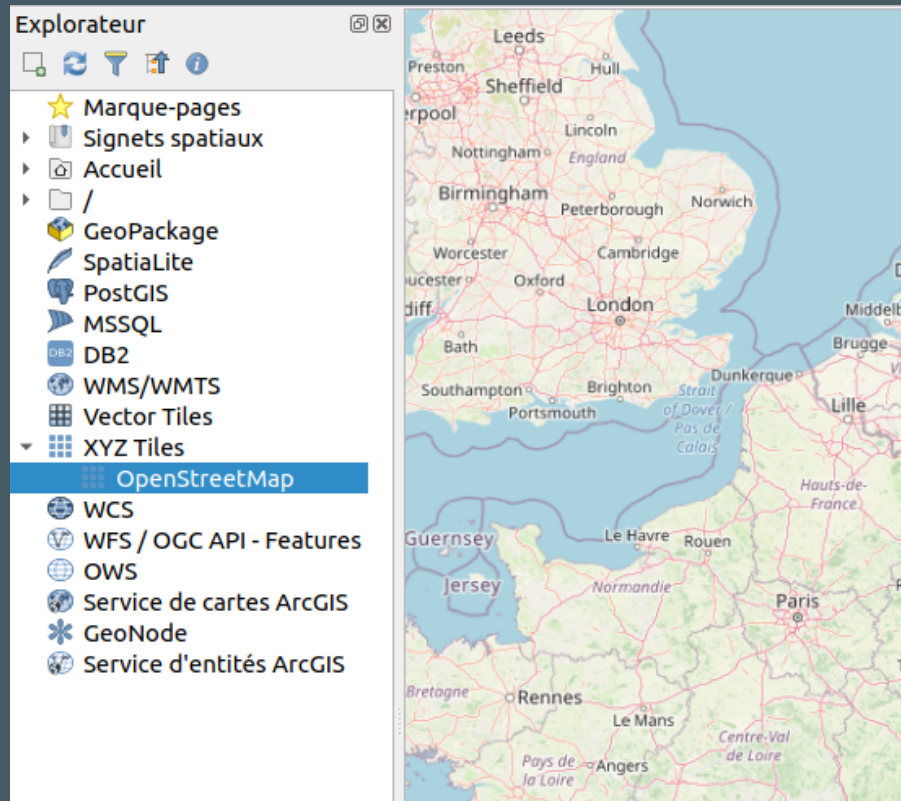 Explorateur
Marque-pages
Signets spatiaux
Accueil
/
GeoPackage
SpatiaLite
PostGIS
MSSQL
DB2
DB2
WMS/WMTS
Vector Tiles
XYZ Tiles
OpenStreetMap
WCS
WFS / OGC API - Features
OWS
Service de cartes ArcGIS
GeoNode
Service d'entités ArcGIS
Leeds
Preston
Hull
Sheffield
erpool
Lincoln
Nottingham
England
Birmingham
Peterborough
Norwich
Worcester
Cambridge
ucester
Oxford
diff
London
Middelb
Bath
Brugge
Dunkerque
Southampton
Brighton
Portsmouth
Strait
of Dover /
Pas de
Calais
Lille
Hauts-de-
France
Guernsey
Le Havre
Rouen
Jersey
Normandie
Paris
Bretagne
Rennes
Le Mans
Centre-Val
de Loire
Pays de
la Loire
Angers